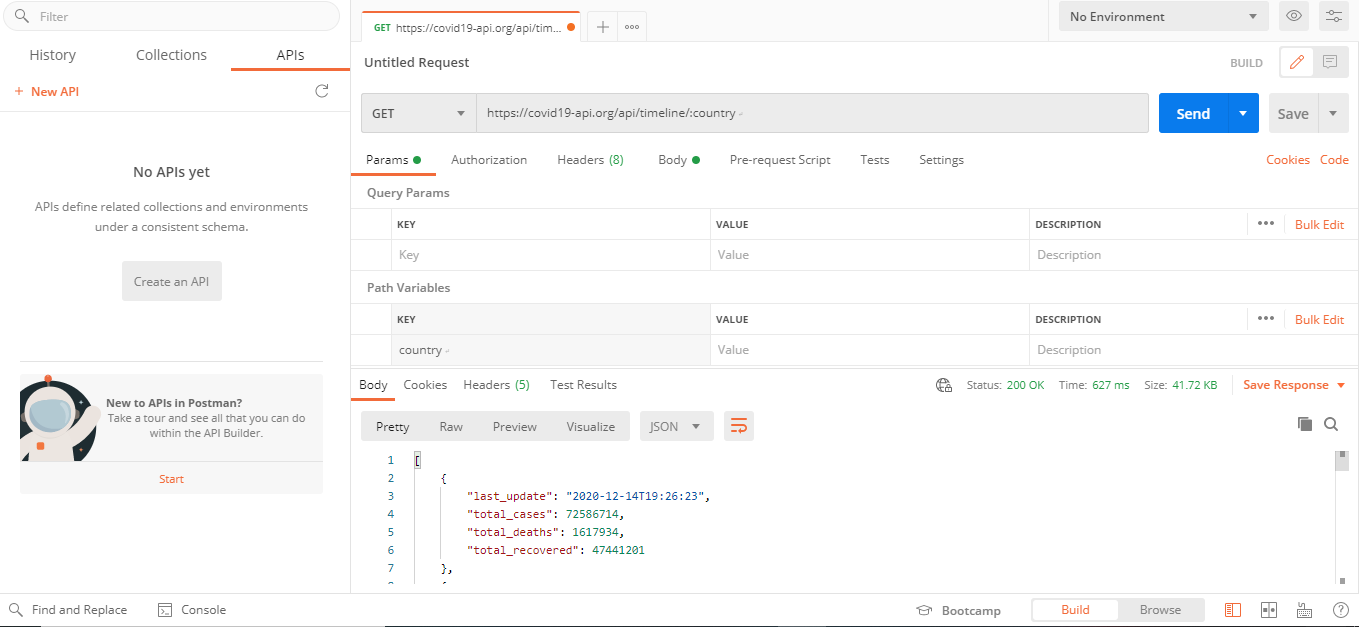 Filter
History Collections APIs
+ New API
No APIs yet
APIs define related collections and environments
under a consistent schema.
Create an API
New to APIs in Postman?
Take a tour and see all that you can do
within the API Builder.
Start
GET https://covid19-api.org/api/tim...
No Environment
Untitled Request
BUILD
GET https://covid19-api.org/api/timeline/:country
Send
Save
Params Authorization Headers (8) Body Pre-request Script Tests Settings Cookies Code
Query Params
KEY VALUE DESCRIPTION ••• Bulk Edit
Key Value Description
Path Variables
KEY VALUE DESCRIPTION ••• Bulk Edit
country Value Description
Body Cookies Headers (5) Test Results Status: 200 OK Time: 627 ms Size: 41.72 KB Save Response
Pretty Raw Preview Visualize JSON
1 [
2 {
3 "last_update": "2020-12-14T19:26:23",
4 "total_cases": 72586714,
5 "total_deaths": 1617934,
6 "total_recovered": 47441201
7 },
Find and Replace Console Bootcamp Build Browse